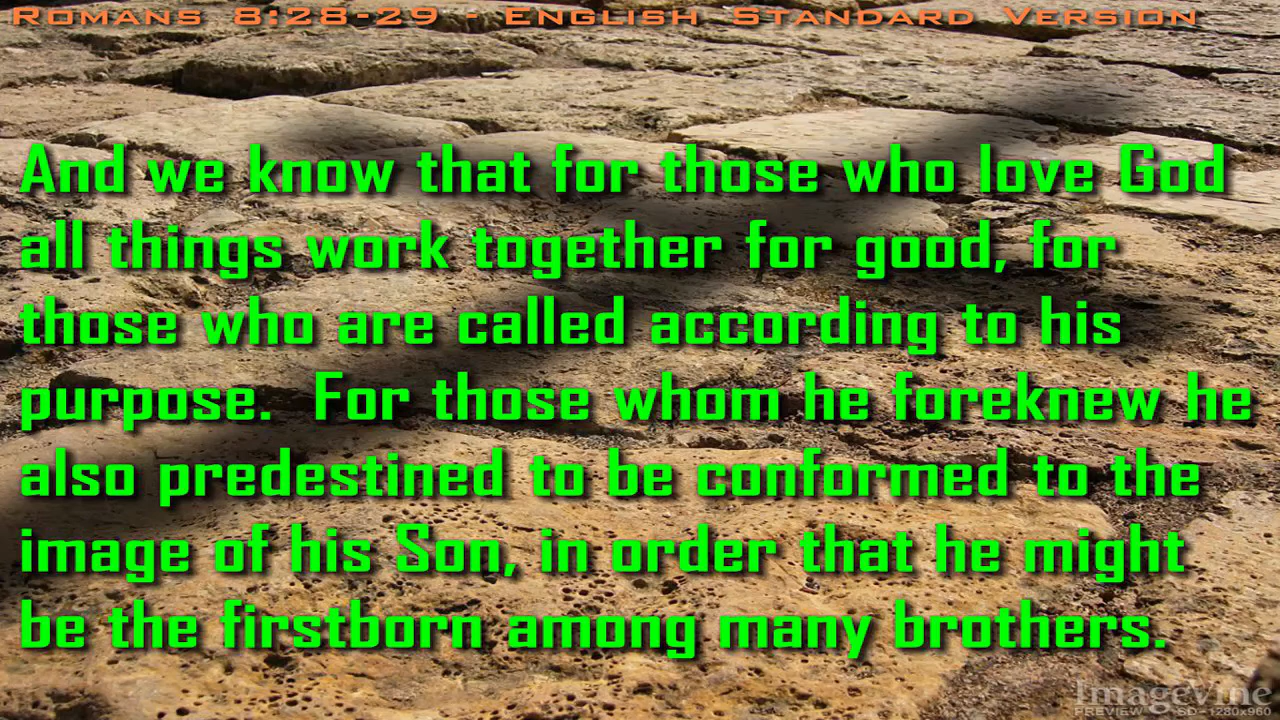 Romans 8:28-29 - English Standard Version
And we know that for those who love God
all things work together for good, for
those who are called according to his
purpose.  For those whom he foreknew he
also predestined to be conformed to the
image of his Son, in order that he might
be the firstborn among many brothers.
ImageVine
PREVIEW SD - 1280x960